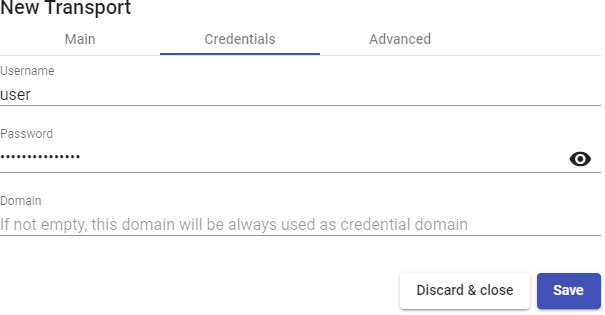 New Transport
Main Credentials Advanced
Username
user
Password
•••••••••••••••
Domain
If not empty, this domain will be always used as credential domain
Discard & close Save